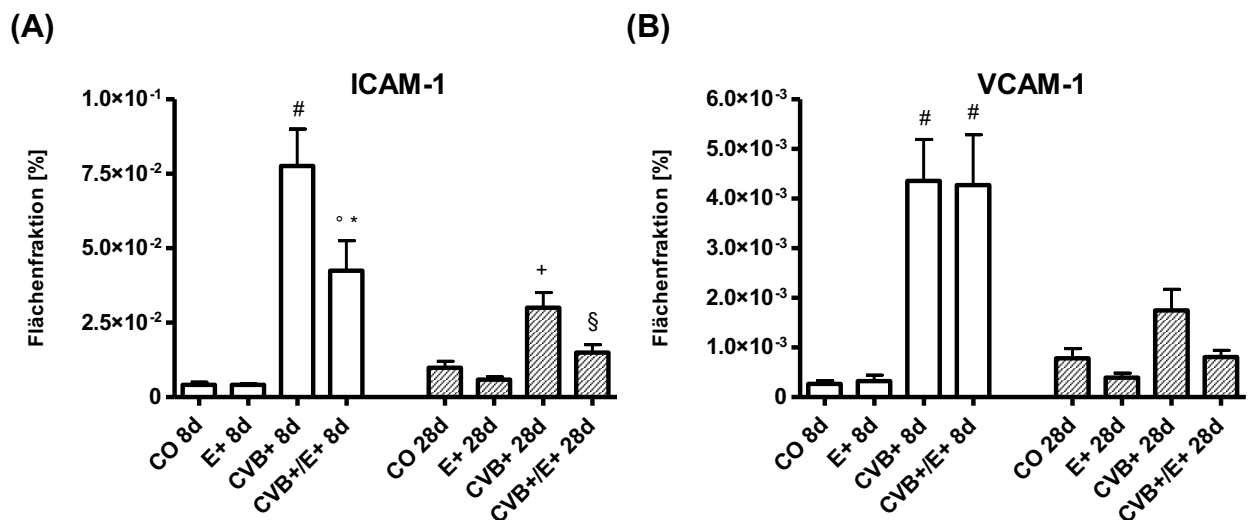 (A)
ICAM-1
Flächenfraktion [%]
1.0×10⁻¹
7.5×10⁻²
5.0×10⁻²
2.5×10⁻²
0
#
° *
+
§
CO 8d
E+ 8d
CVB+ 8d
CVB+/E+ 8d
CO 28d
E+ 28d
CVB+ 28d
CVB+/E+ 28d
(B)
VCAM-1
Flächenfraktion [%]
6.0×10⁻³
5.0×10⁻³
4.0×10⁻³
3.0×10⁻³
2.0×10⁻³
1.0×10⁻³
0
#
#
CO 8d
E+ 8d
CVB+ 8d
CVB+/E+ 8d
CO 28d
E+ 28d
CVB+ 28d
CVB+/E+ 28d